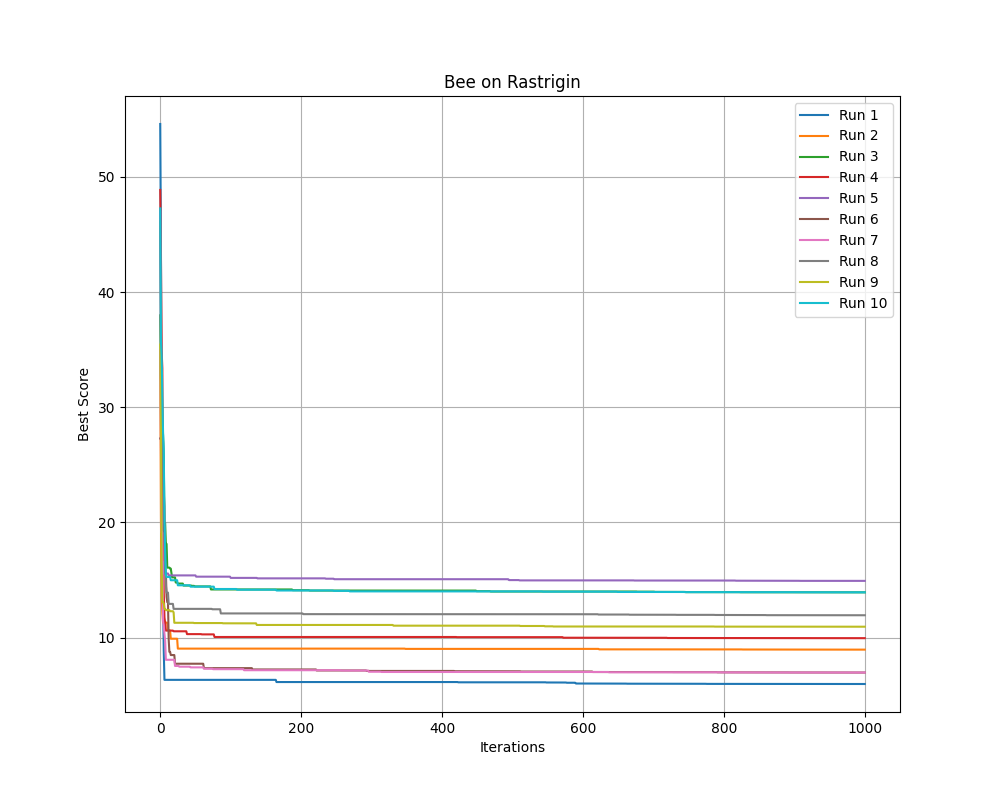 Bee on Rastrigin
Best Score
50
40
30
20
10
0
200
400
600
800
1000
Iterations
Run 1
Run 2
Run 3
Run 4
Run 5
Run 6
Run 7
Run 8
Run 9
Run 10